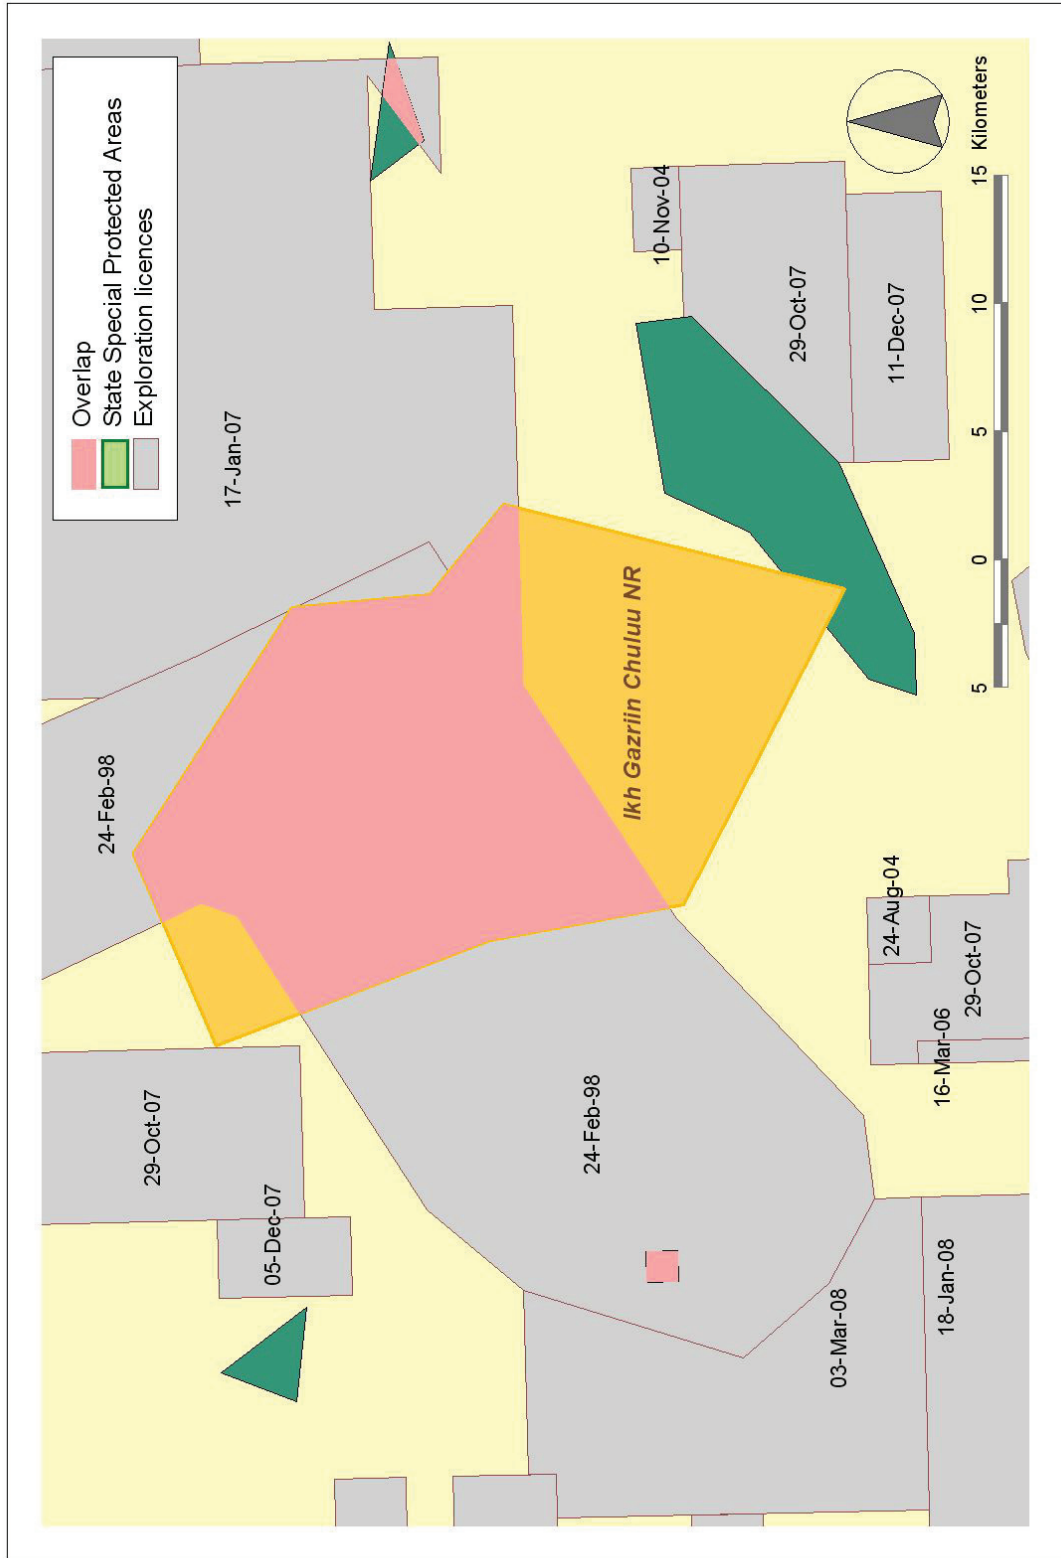 Overlap
State Special Protected Areas
Exploration licences
17-Jan-07
24-Feb-98
29-Oct-07
05-Dec-07
Ikh Gazriin Chuluu NR
24-Feb-98
10-Nov-04
29-Oct-07
11-Dec-07
24-Aug-04
29-Oct-07
16-Mar-06
03-Mar-08
18-Jan-08
5 0 5 10 15 Kilometers